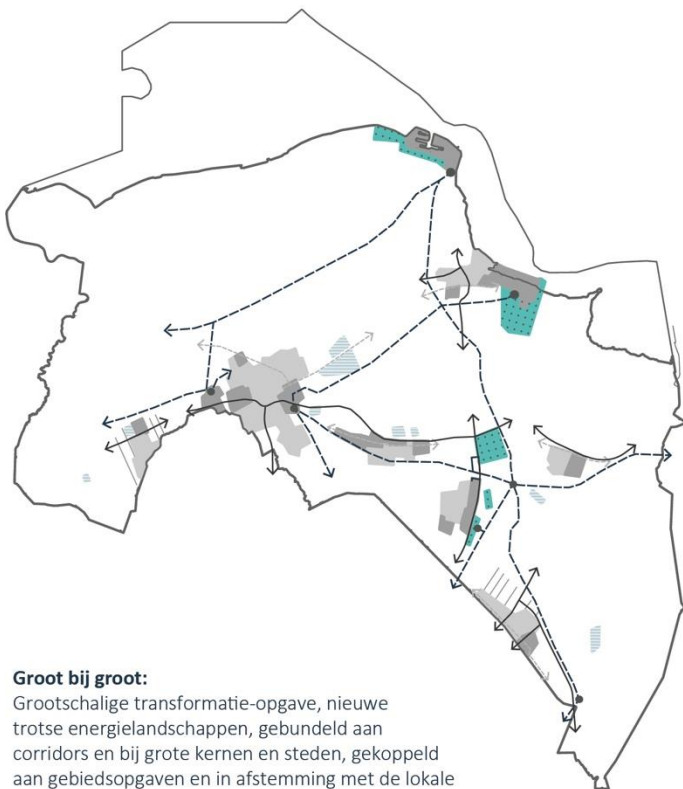 Groot bij groot:
Grootschalige transformatie-opgave, nieuwe
trotse energielandschappen, gebundeld aan
corridors en bij grote kernen en steden, gekoppeld
aan gebiedsopgaven en in afstemming met de lokale